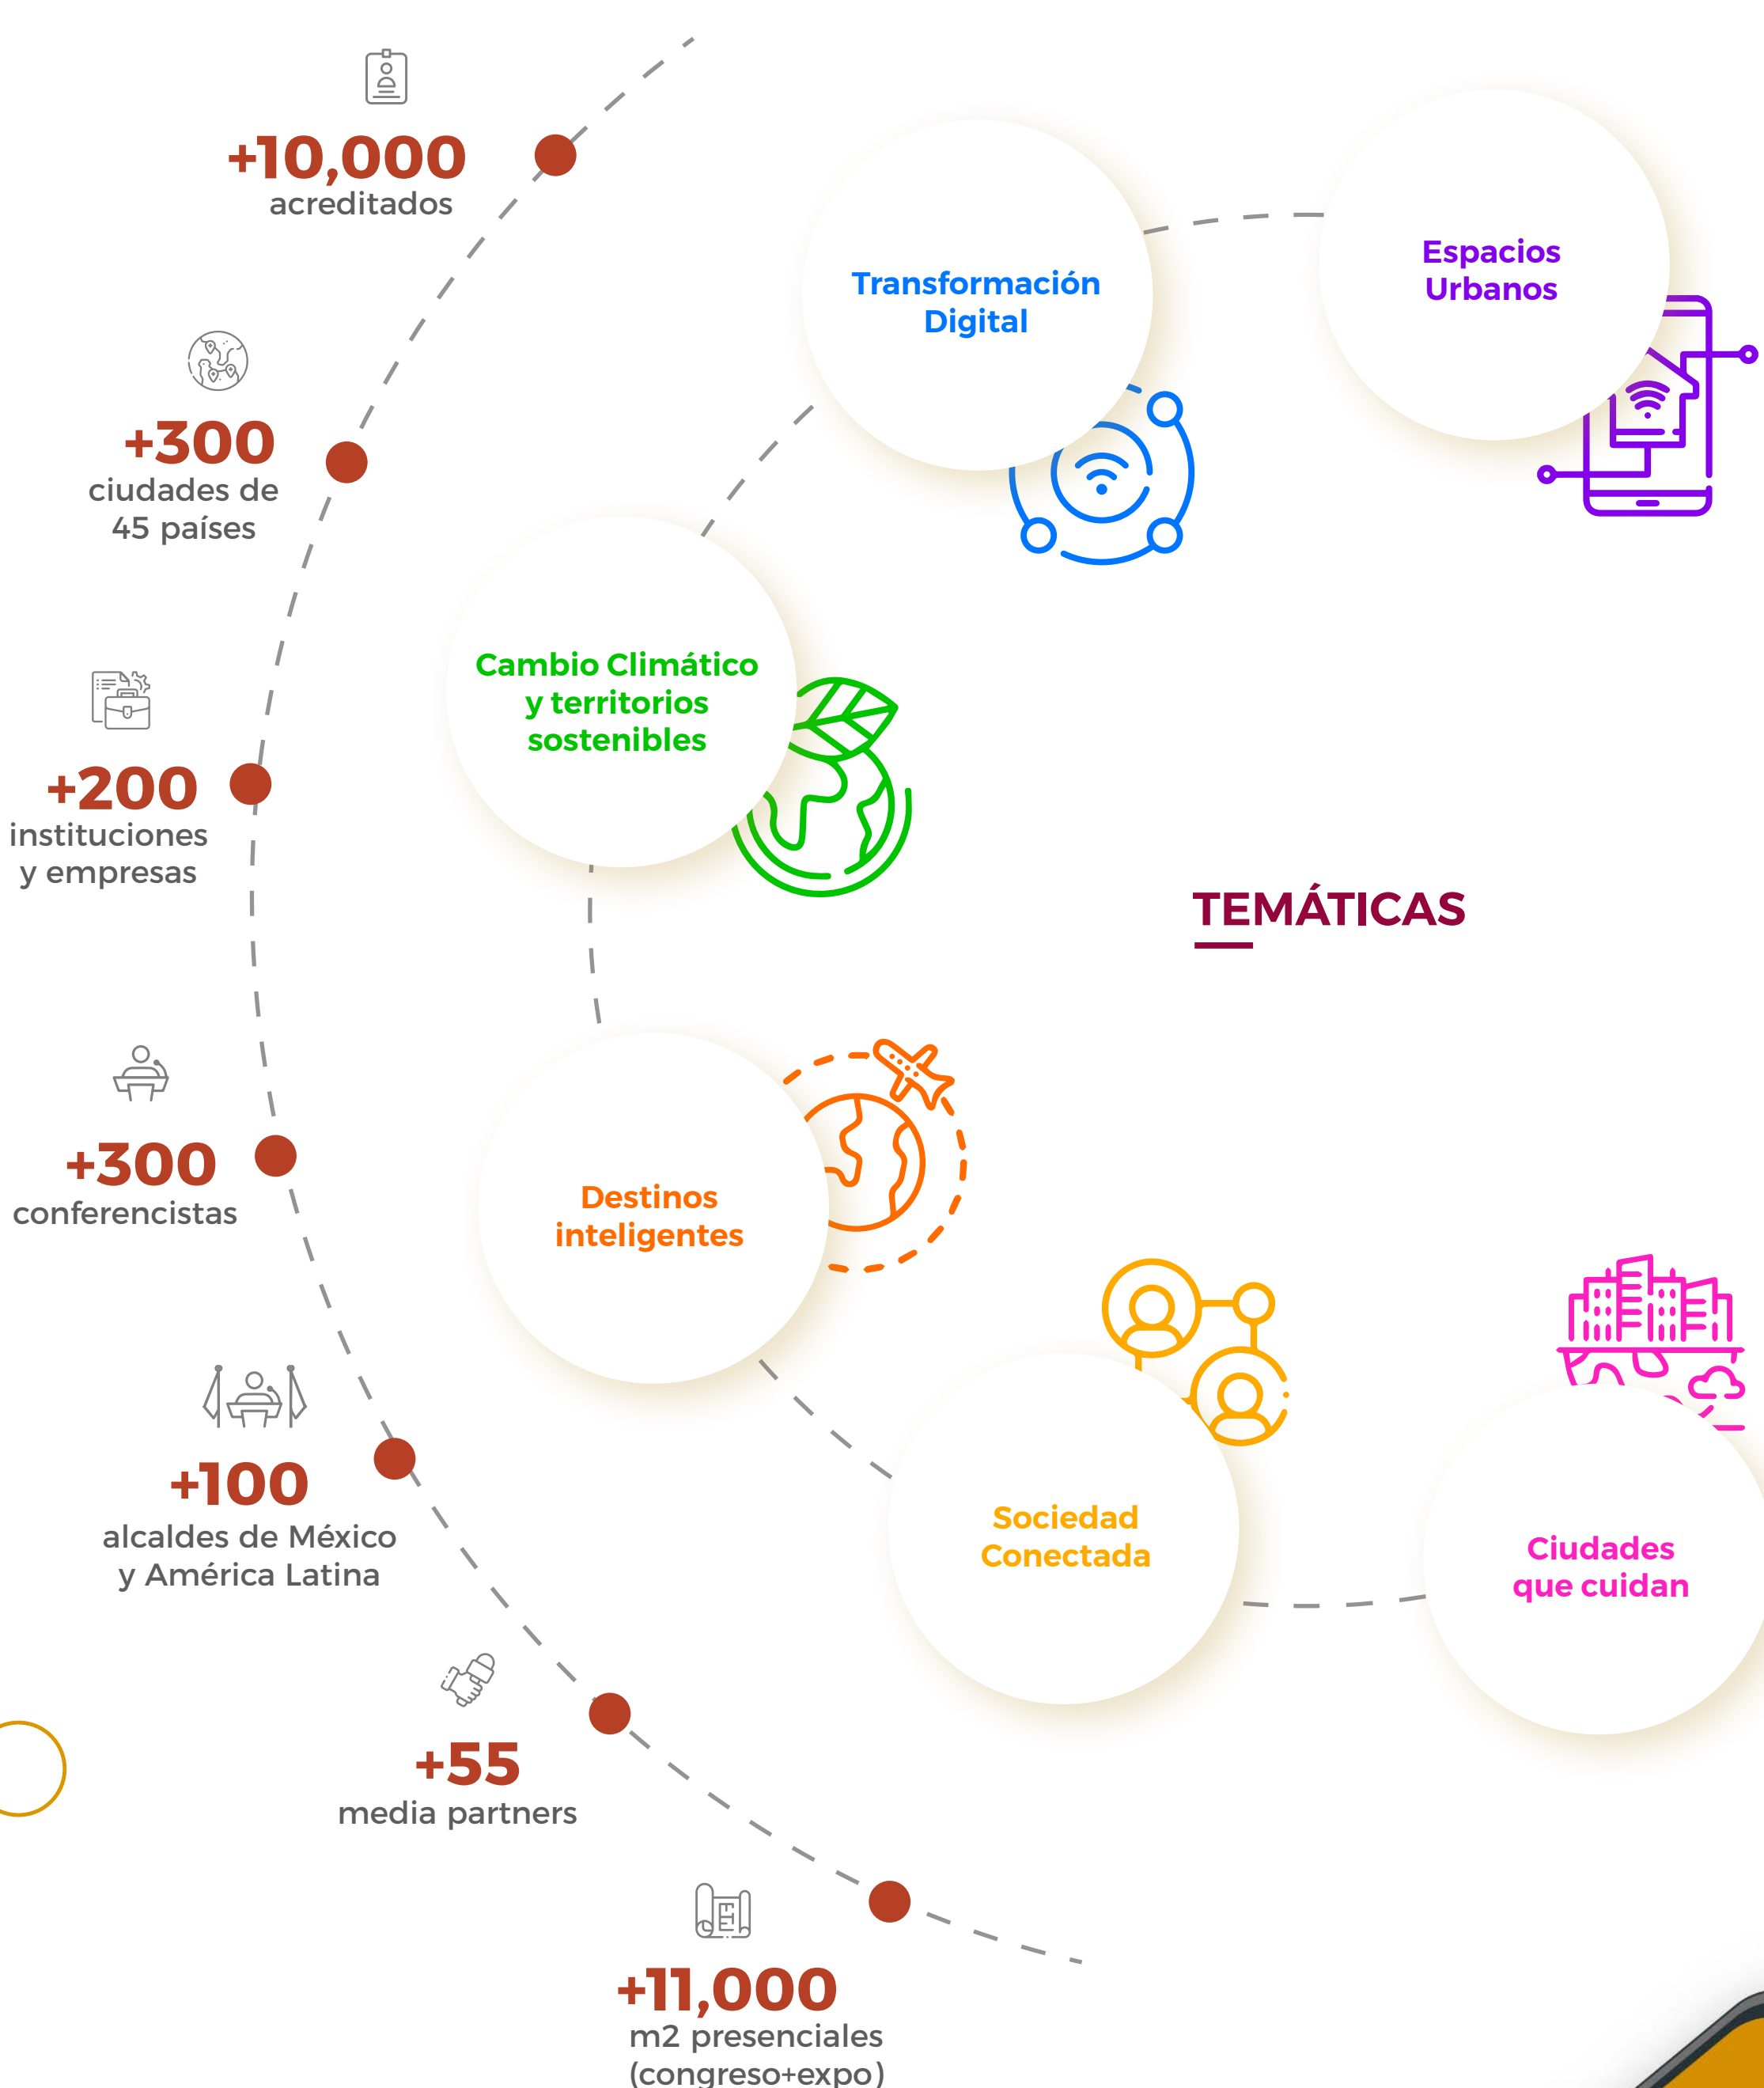 +10,000
acreditados
+300
ciudades de
45 países
+200
instituciones
y empresas
+300
conferencistas
+100
alcaldes de México
y América Latina
+55
media partners
+11,000
m2 presenciales
(congreso+expo)
Transformación
Digital
Espacios
Urbanos
Cambio Climático
y territorios
sostenibles
TEMÁTICAS
Destinos
inteligentes
Sociedad
Conectada
Ciudades
que cuidan